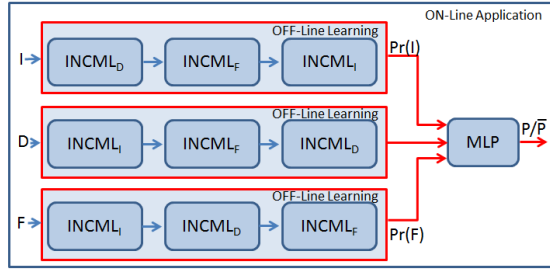 ON-Line Application
OFF-Line Learning
I
INCML_D
INCML_F
INCML_I
Pr(I)
OFF-Line Learning
D
INCML_I
INCML_F
INCML_D
MLP
P/P̅
OFF-Line Learning
F
INCML_I
INCML_D
INCML_F
Pr(F)